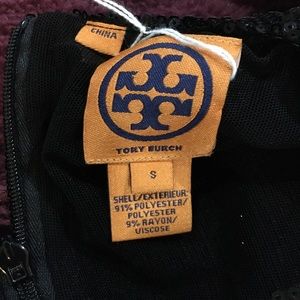 CHINA
TORY BURCH
S
SHELL/EXTERIEUR:
91% POLYESTER/
POLYESTER
9% RAYON/
VISCOSE